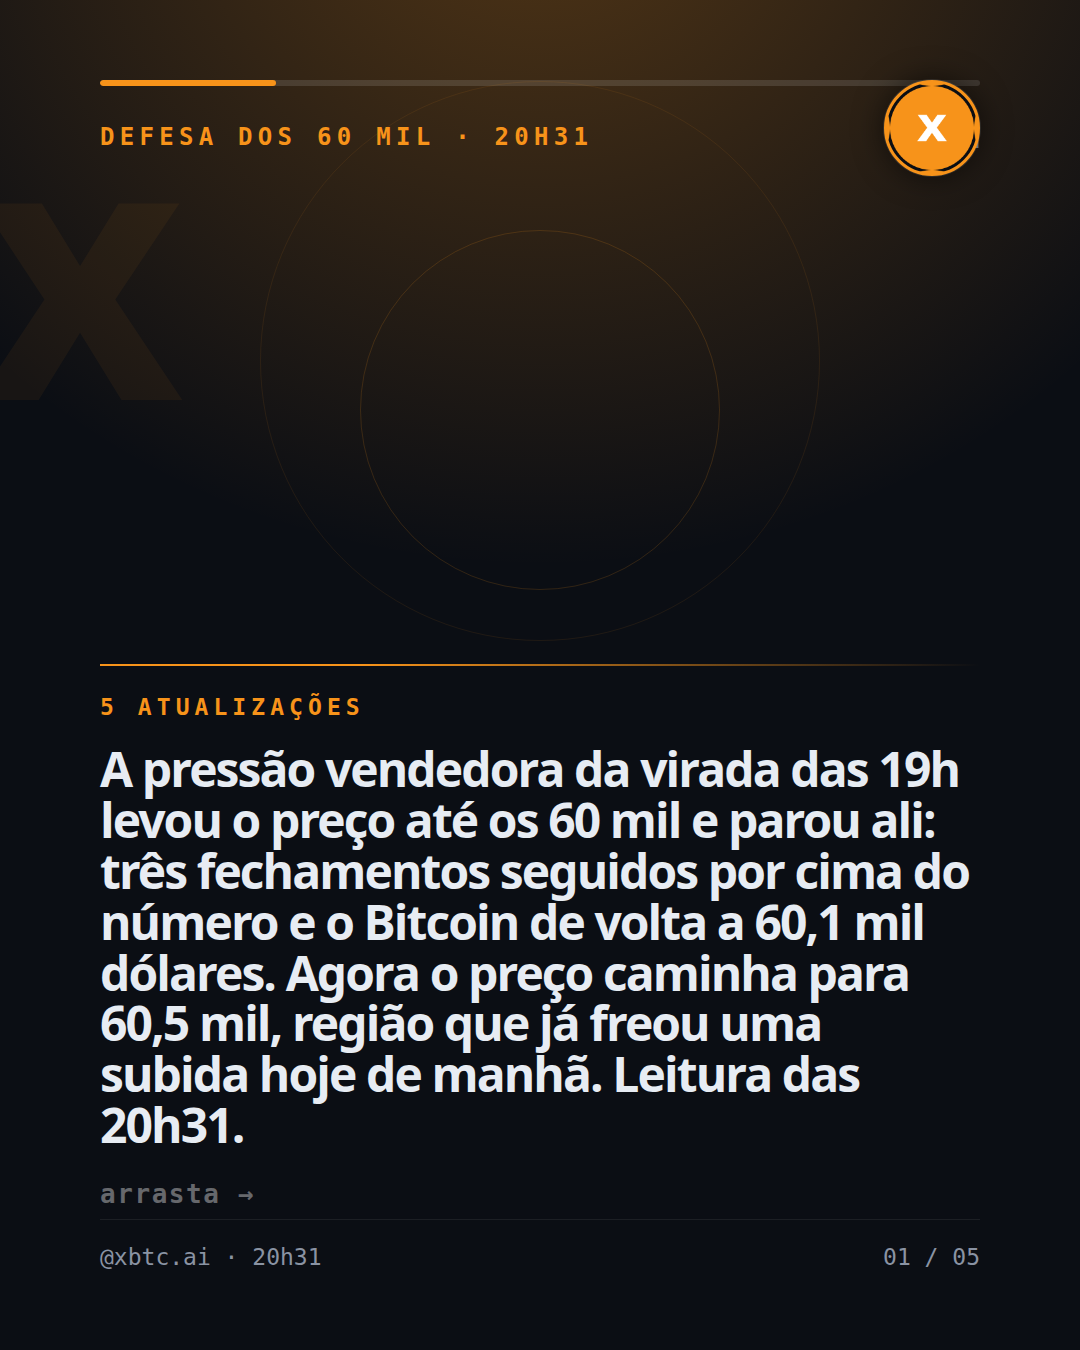 DEFESA DOS 60 MIL · 20H31
X
X
5 ATUALIZAÇÕES
A pressão vendedora da virada das 19h
levou o preço até os 60 mil e parou ali:
três fechamentos seguidos por cima do
número e o Bitcoin de volta a 60,1 mil
dólares. Agora o preço caminha para
60,5 mil, região que já freou uma
subida hoje de manhã. Leitura das
20h31.
arrasta →
@xbtc.ai · 20h31
01 / 05